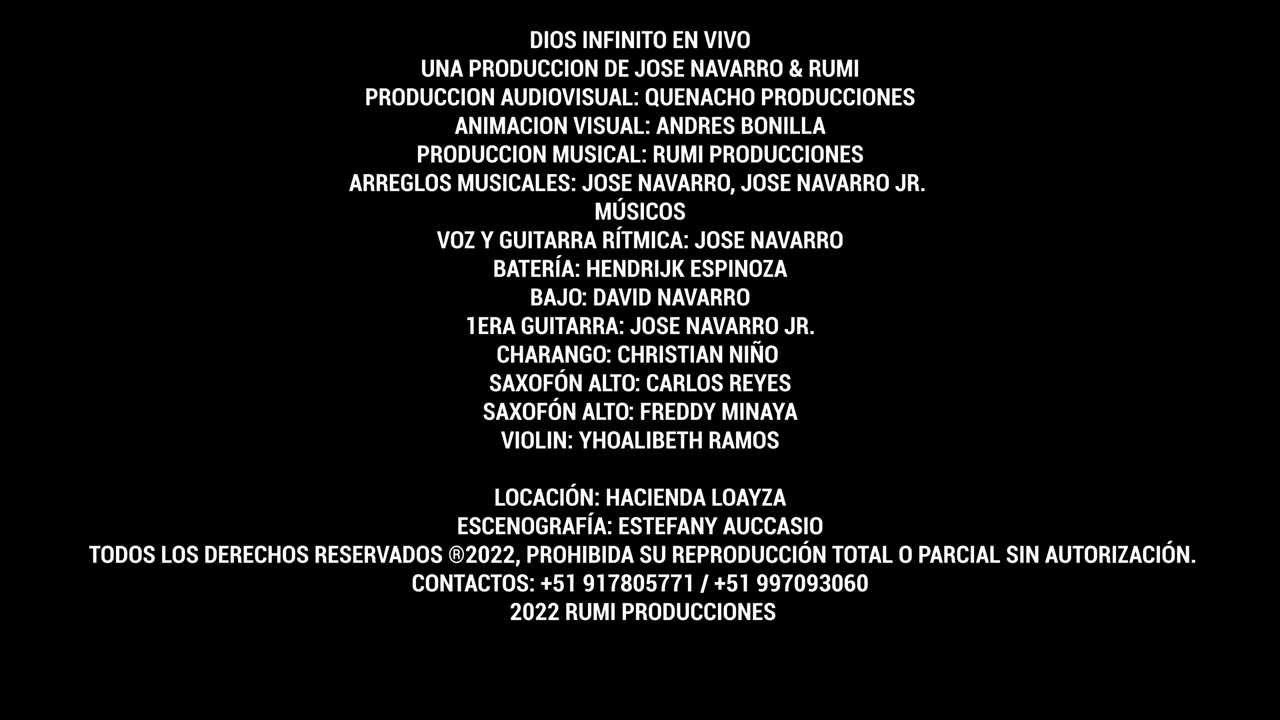 DIOS INFINITO EN VIVO
UNA PRODUCCION DE JOSE NAVARRO & RUMI
PRODUCCION AUDIOVISUAL: QUENACHO PRODUCCIONES
ANIMACION VISUAL: ANDRES BONILLA
PRODUCCION MUSICAL: RUMI PRODUCCIONES
ARREGLOS MUSICALES: JOSE NAVARRO, JOSE NAVARRO JR.
MÚSICOS
VOZ Y GUITARRA RÍTMICA: JOSE NAVARRO
BATERÍA: HENDRIJK ESPINOZA
BAJO: DAVID NAVARRO
1ERA GUITARRA: JOSE NAVARRO JR.
CHARANGO: CHRISTIAN NIÑO
SAXOFÓN ALTO: CARLOS REYES
SAXOFÓN ALTO: FREDDY MINAYA
VIOLIN: YHOALIBETH RAMOS
LOCACIÓN: HACIENDA LOAYZA
ESCENOGRAFÍA: ESTEFANY AUCCASIO
TODOS LOS DERECHOS RESERVADOS ®2022, PROHIBIDA SU REPRODUCCIÓN TOTAL O PARCIAL SIN AUTORIZACIÓN.
CONTACTOS: +51 917805771 / +51 997093060
2022 RUMI PRODUCCIONES